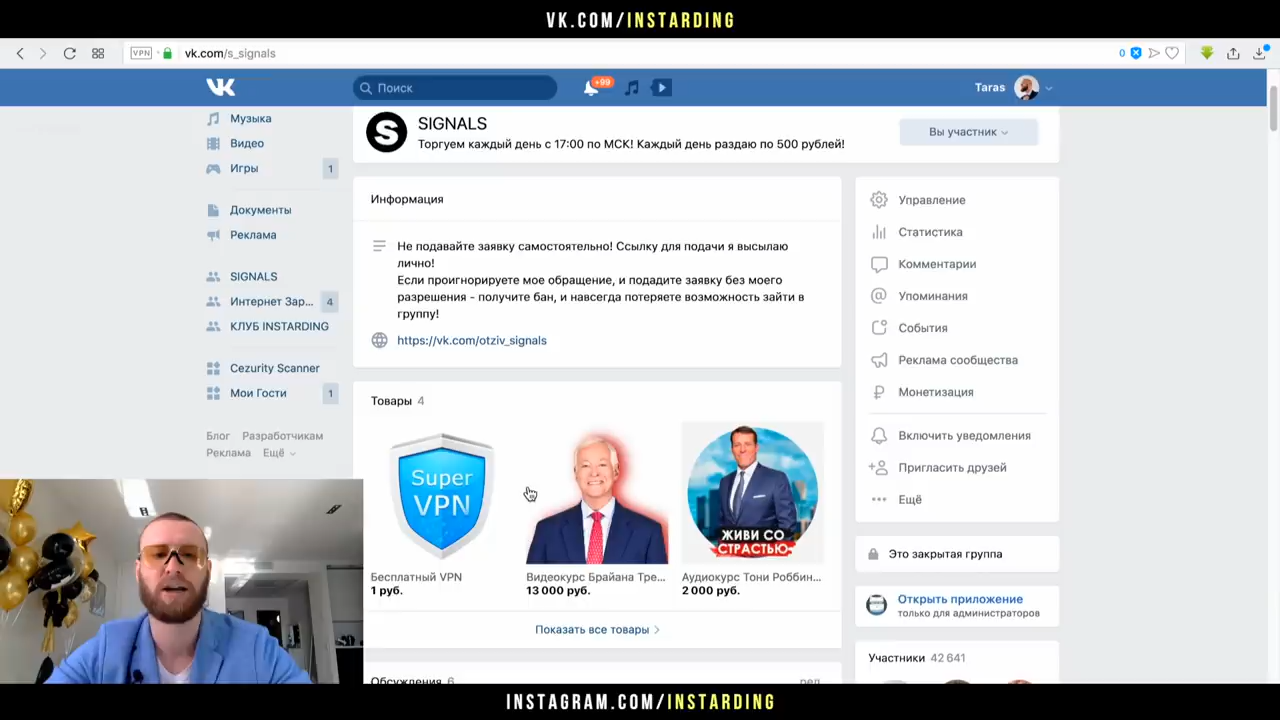 VK.COM/INSTARDING
VPN
vk.com/s_signals
0
Поиск
+99
Taras
Музыка
Видео
Игры
1
Документы
Реклама
SIGNALS
Интернет Зар...
4
КЛУБ INSTARDING
Cezurity Scanner
Мои Гости
1
Блог Разработчикам
Реклама Ещё
S
SIGNALS
Торгуем каждый день с 17:00 по МСК! Каждый день раздаю по 500 рублей!
Вы участник
Информация
Не подавайте заявку самостоятельно! Ссылку для подачи я высылаю
лично!
Если проигнорируете мое обращение, и подадите заявку без моего
разрешения - получите бан, и навсегда потеряете возможность зайти в
группу!
https://vk.com/otziv_signals
Товары 4
Super
VPN
ЖИВИ СО
СТРАСТЬЮ
Бесплатный VPN
1 руб.
Видеокурс Брайана Тре...
13 000 руб.
Аудиокурс Тони Роббин...
2 000 руб.
Показать все товары
Обсуждения 6
ред.
Управление
Статистика
Комментарии
Упоминания
События
Реклама сообщества
Монетизация
Включить уведомления
Пригласить друзей
Ещё
Это закрытая группа
Открыть приложение
только для администраторов
Участники 42 641
INSTAGRAM.COM/INSTARDING